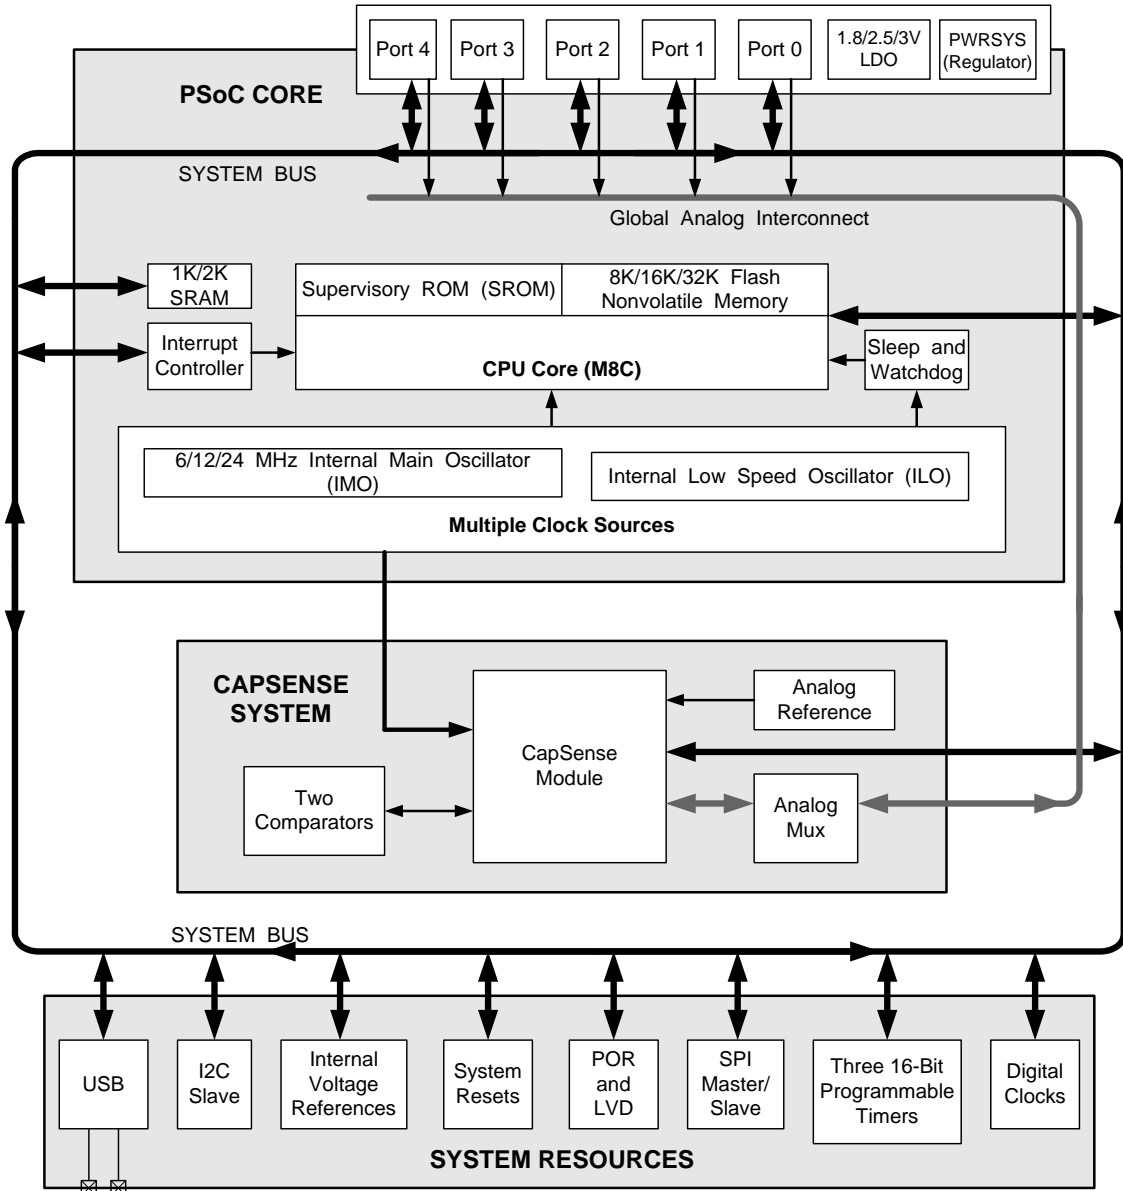 Port 4
Port 3
Port 2
Port 1
Port 0
1.8/2.5/3V
LDO
PWRSYS
(Regulator)
PSoC CORE
SYSTEM BUS
Global Analog Interconnect
1K/2K
SRAM
Supervisory ROM (SROM)
8K/16K/32K Flash
Nonvolatile Memory
Interrupt
Controller
CPU Core (M8C)
Sleep and
Watchdog
6/12/24 MHz Internal Main Oscillator
(IMO)
Internal Low Speed Oscillator (ILO)
Multiple Clock Sources
CAPSENSE
SYSTEM
CapSense
Module
Analog
Reference
Two
Comparators
Analog
Mux
SYSTEM BUS
USB
I2C
Slave
Internal
Voltage
References
System
Resets
POR
and
LVD
SPI
Master/
Slave
Three 16-Bit
Programmable
Timers
Digital
Clocks
SYSTEM RESOURCES